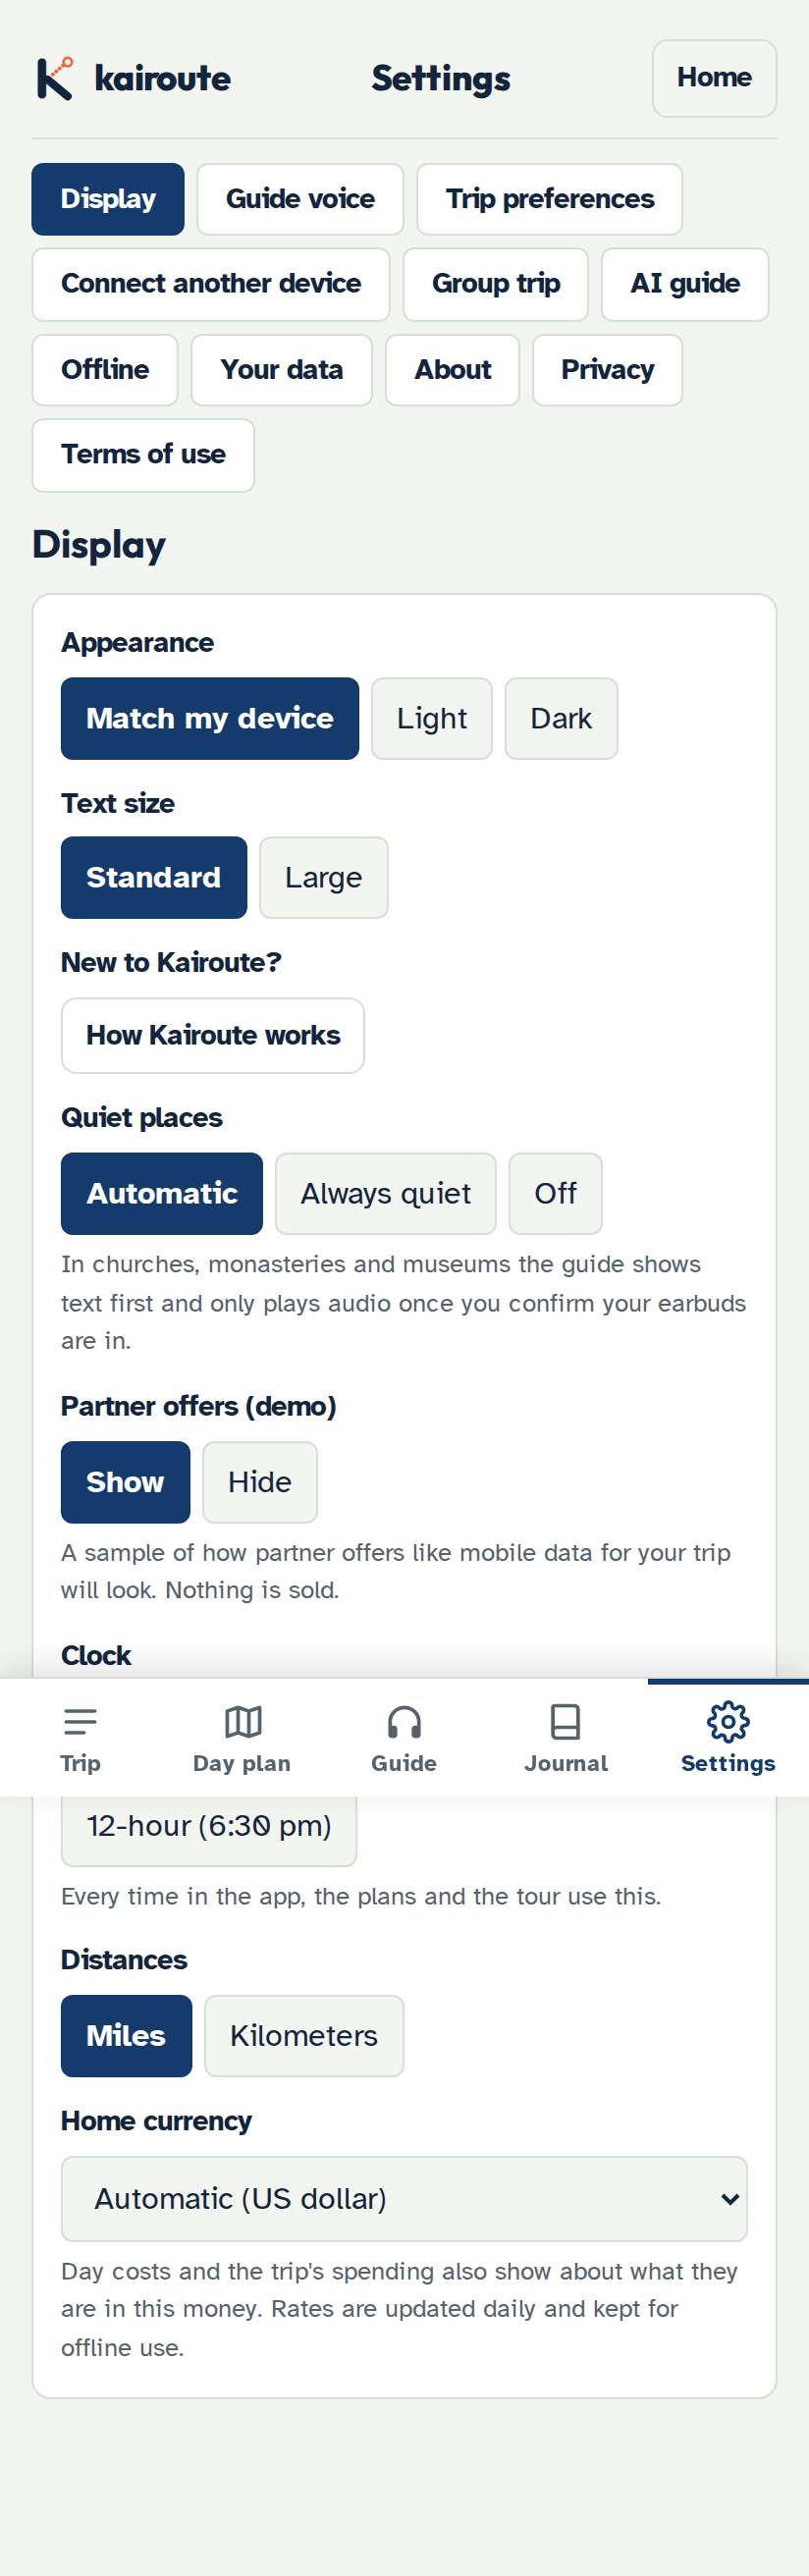 kairoute
Settings
Home
Display
Guide voice
Trip preferences
Connect another device
Group trip
AI guide
Offline
Your data
About
Privacy
Terms of use
Display
Appearance
Match my device
Light
Dark
Text size
Standard
Large
New to Kairoute?
How Kairoute works
Quiet places
Automatic
Always quiet
Off
In churches, monasteries and museums the guide shows
text first and only plays audio once you confirm your earbuds
are in.
Partner offers (demo)
Show
Hide
A sample of how partner offers like mobile data for your trip
will look. Nothing is sold.
Clock
Trip
Day plan
Guide
Journal
Settings
12-hour (6:30 pm)
Every time in the app, the plans and the tour use this.
Distances
Miles
Kilometers
Home currency
Automatic (US dollar)
Day costs and the trip's spending also show about what they
are in this money. Rates are updated daily and kept for
offline use.